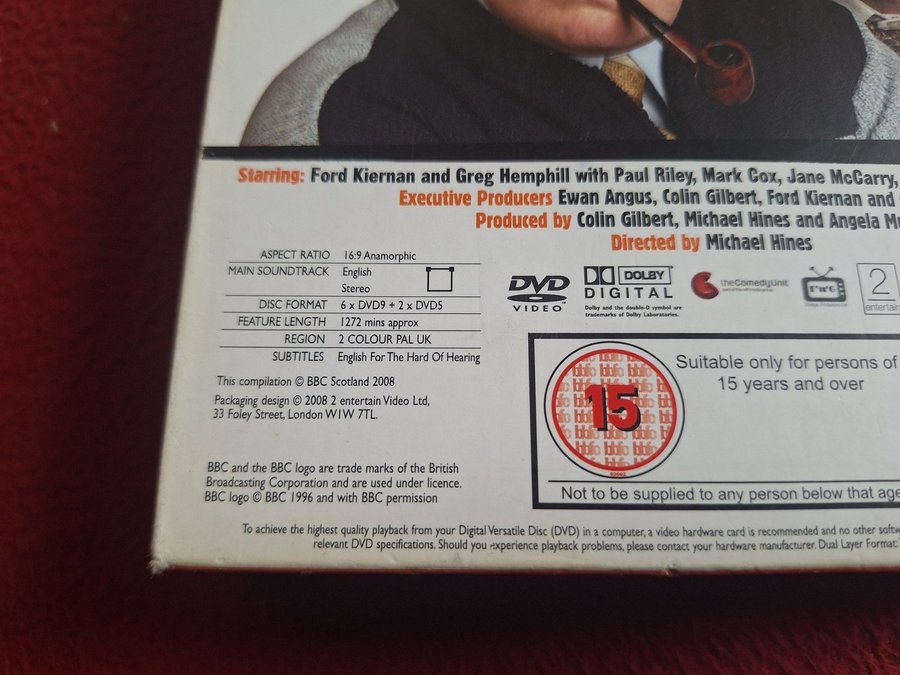 Starring: Ford Kiernan and Greg Hemphill with Paul Riley, Mark Cox, Jane McCarry,
Executive Producers Ewan Angus, Colin Gilbert, Ford Kiernan and
Produced by Colin Gilbert, Michael Hines and Angela
Directed by Michael Hines
ASPECT RATIO 16:9 Anamorphic
MAIN SOUNDTRACK English
Stereo
DISC FORMAT 6 x DVD9 + 2 x DVD5
FEATURE LENGTH 1272 mins approx
REGION 2 COLOUR PAL UK
SUBTITLES English For The Hard Of Hearing
This compilation © BBC Scotland 2008
Packaging design © 2008 2 entertain Video Ltd,
33 Foley Street, London W1W 7TL.
BBC and the BBC logo are trade marks of the British
Broadcasting Corporation and are used under licence.
BBC logo © BBC 1996 and with BBC permission
DVD
VIDEO
DOLBY
DIGITAL
Dolby and the double-D symbol are
trademarks of Dolby Laboratories.
theComedyUnit
2
entertain
15
Suitable only for persons of
15 years and over
Not to be supplied to any person below that age
To achieve the highest quality playback from your Digital Versatile Disc (DVD) in a computer, a video hardware card is recommended and no other
relevant DVD specifications. Should you experience playback problems, please contact your hardware manufacturer. Dual Layer Format: